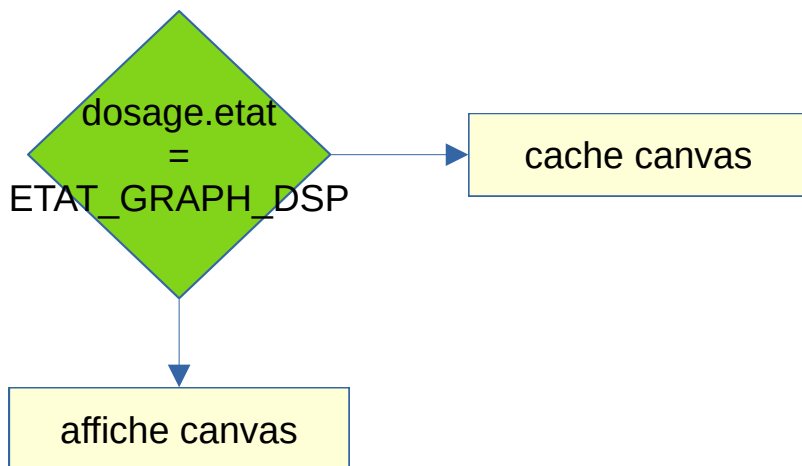 dosage.etat
=
ETAT_GRAPH_DSP
cache canvas
affiche canvas